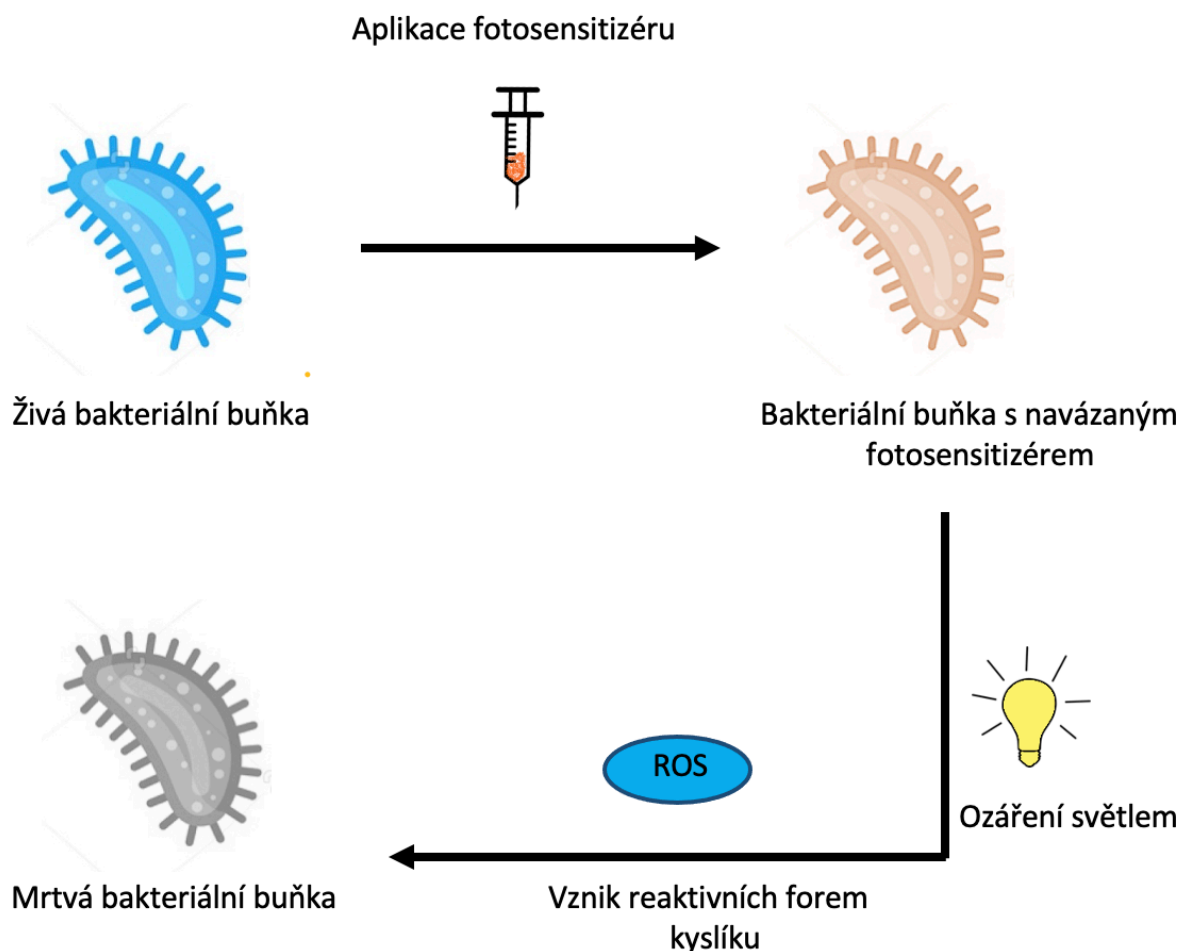 Aplikace fotosensitizéru
Živá bakteriální buňka
Bakteriální buňka s navázaným
fotosensitizérem
ROS
Ozáření světlem
Mrtvá bakteriální buňka
Vznik reaktivních forem
kyslíku